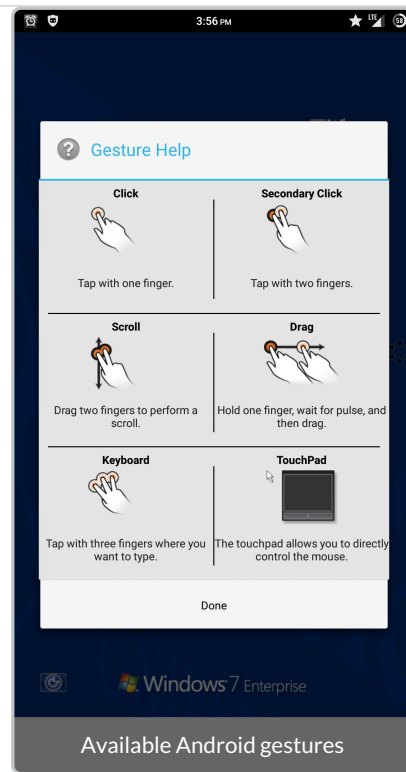 3:56 PM
LTE
58
Gesture Help
Click
Secondary Click
Tap with one finger.
Tap with two fingers.
Scroll
Drag
Drag two fingers to perform a
scroll.
Hold one finger, wait for pulse, and
then drag.
Keyboard
TouchPad
Tap with three fingers where you
want to type.
The touchpad allows you to directly
control the mouse.
Done
Windows 7 Enterprise
Available Android gestures